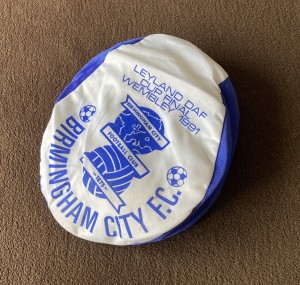 LEYLAND DAF
CUP FINAL
WEMBLEY 1991
BIRMINGHAM CITY
FOOTBALL CLUB
1875
BIRMINGHAM CITY F.C.